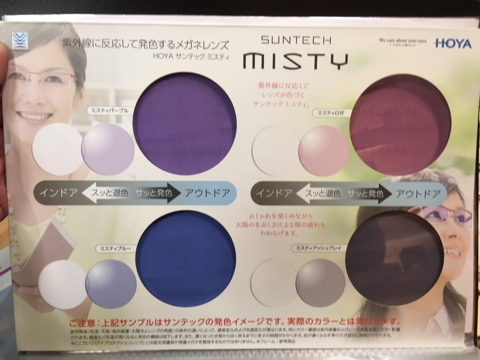 紫外線に反応して発色するメガネレンズ
HOYA サンテック ミスティ
SUNTECH
MISTY
We care about your eyes
HOYA
紫外線に反応して
レンズが色づく
サンテック ミスティ。
ミスティパープル
ミスティロゼ
インドア スッと退色 サッと発色 アウトドア
インドア スッと退色 サッと発色 アウトドア
おしゃれを楽しみながら
太陽のまぶしさによる眼の疲れも
やわらげます。
ミスティブルー
ミスティアッシュグレイ
ご注意:上記サンプルはサンテックの発色イメージです。実際のカラーとは異なります。